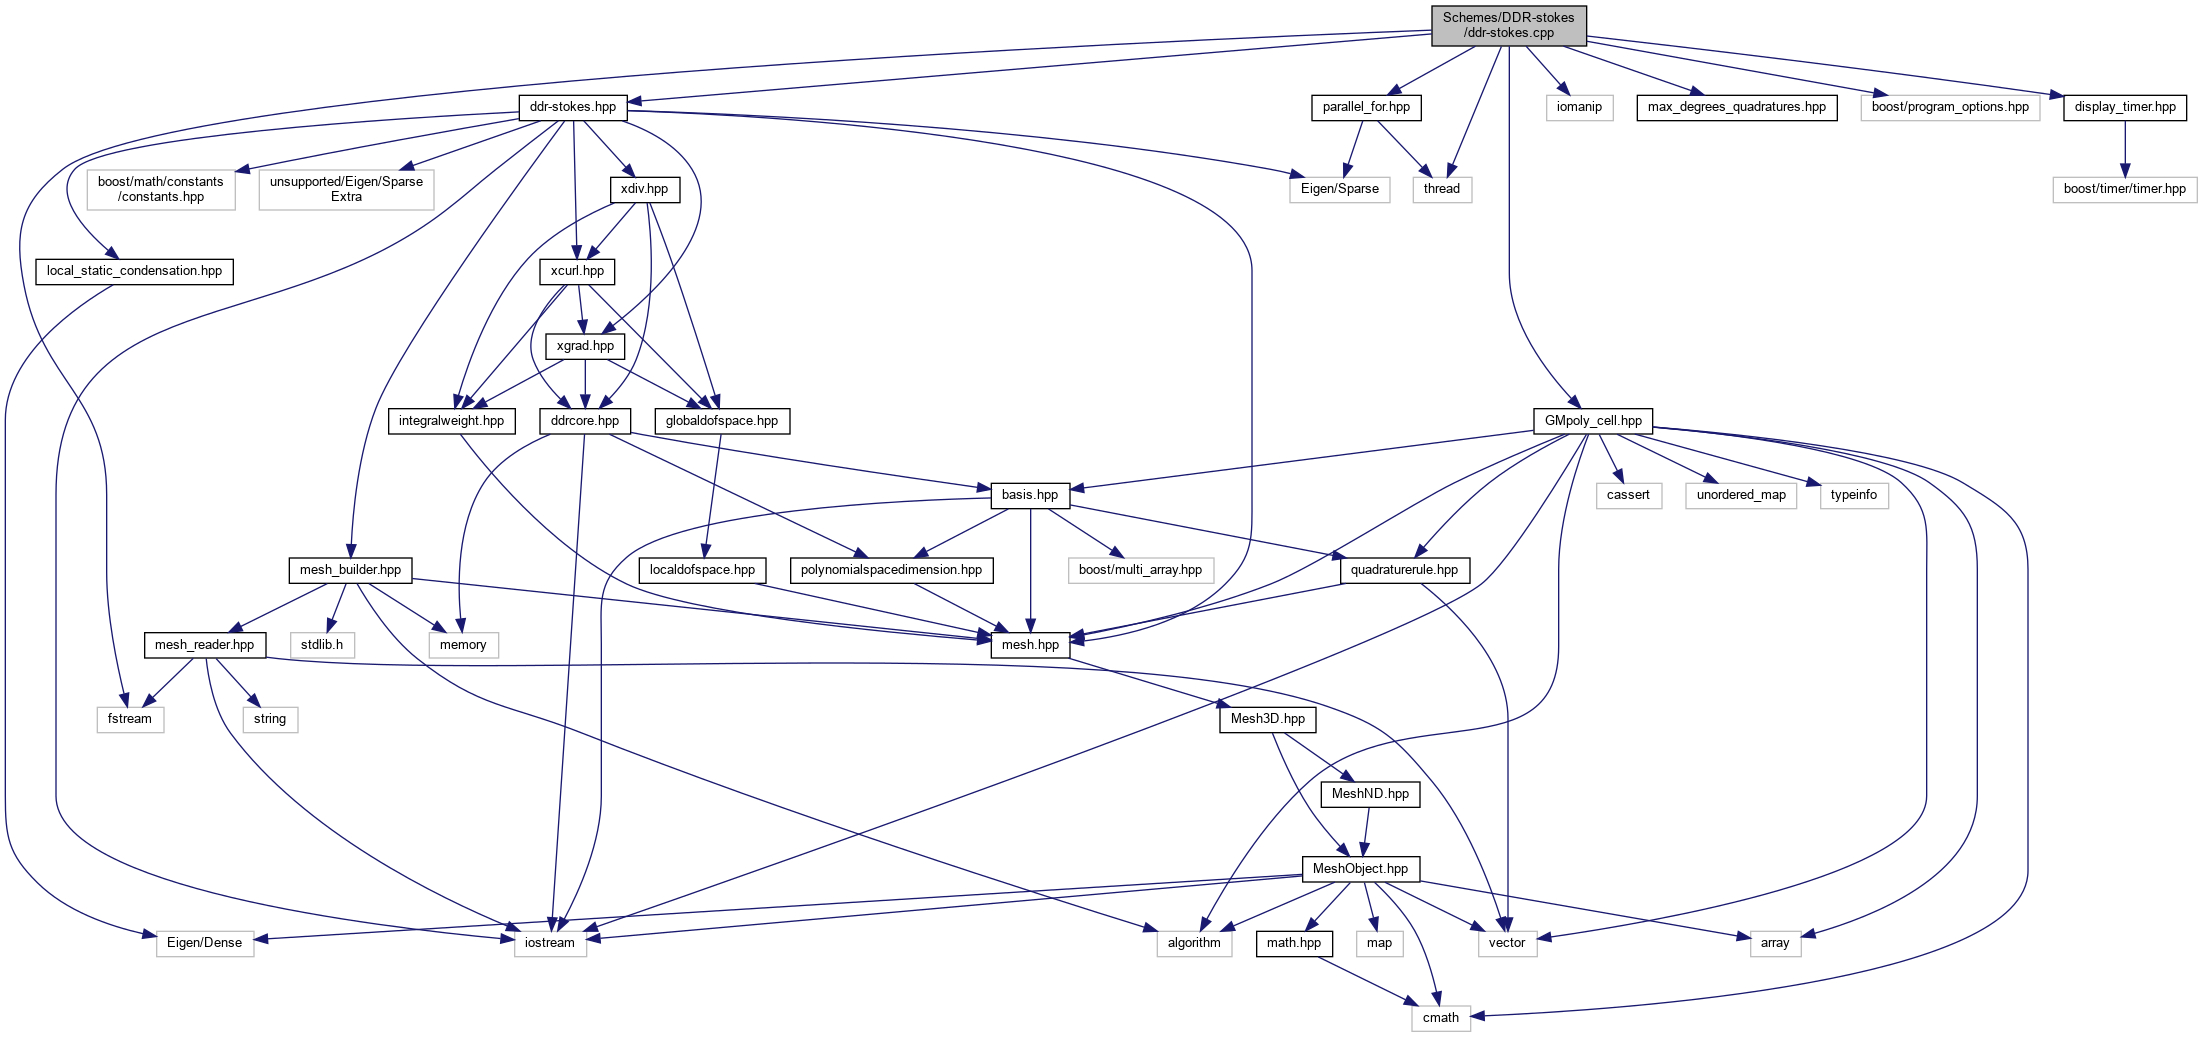 Schemes/DDR-stokes
/ddr-stokes.cpp
ddr-stokes.hpp
parallel_for.hpp
iomanip
max_degrees_quadratures.hpp
boost/program_options.hpp
display_timer.hpp
boost/math/constants
/constants.hpp
unsupported/Eigen/Sparse
Extra
xdiv.hpp
Eigen/Sparse
thread
boost/timer/timer.hpp
local_static_condensation.hpp
xcurl.hpp
xgrad.hpp
integralweight.hpp
ddrcore.hpp
globaldofspace.hpp
GMpoly_cell.hpp
basis.hpp
cassert
unordered_map
typeinfo
mesh_builder.hpp
localdofspace.hpp
polynomialspacedimension.hpp
boost/multi_array.hpp
quadraturerule.hpp
mesh_reader.hpp
stdlib.h
memory
mesh.hpp
fstream
string
Mesh3D.hpp
MeshND.hpp
MeshObject.hpp
Eigen/Dense
iostream
algorithm
math.hpp
map
vector
array
cmath